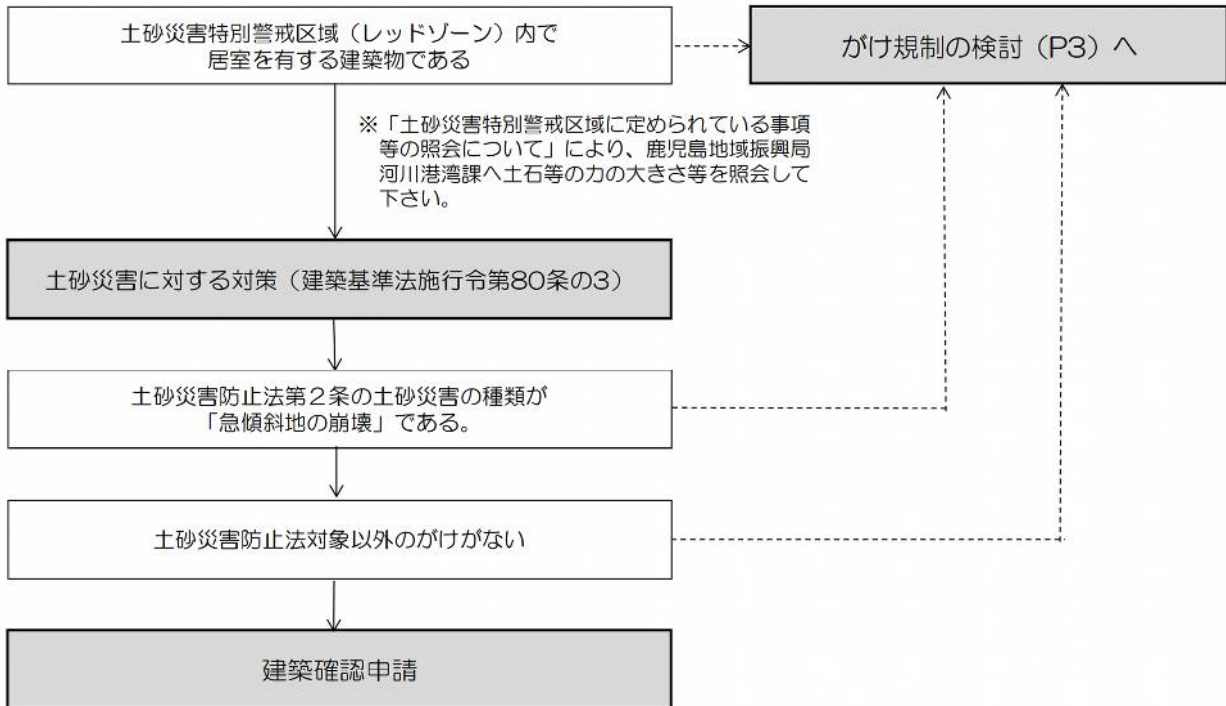 土砂災害特別警戒区域（レッドゾーン）内で
居室を有する建築物である
がけ規制の検討（P3）へ
※「土砂災害特別警戒区域に定められている事項
等の照会について」により、鹿児島地域振興局
河川港湾課へ土石等の力の大きさ等を照会して
下さい。
土砂災害に対する対策（建築基準法施行令第80条の3）
土砂災害防止法第２条の土砂災害の種類が
「急傾斜地の崩壊」である。
土砂災害防止法対象以外のがけがない
建築確認申請